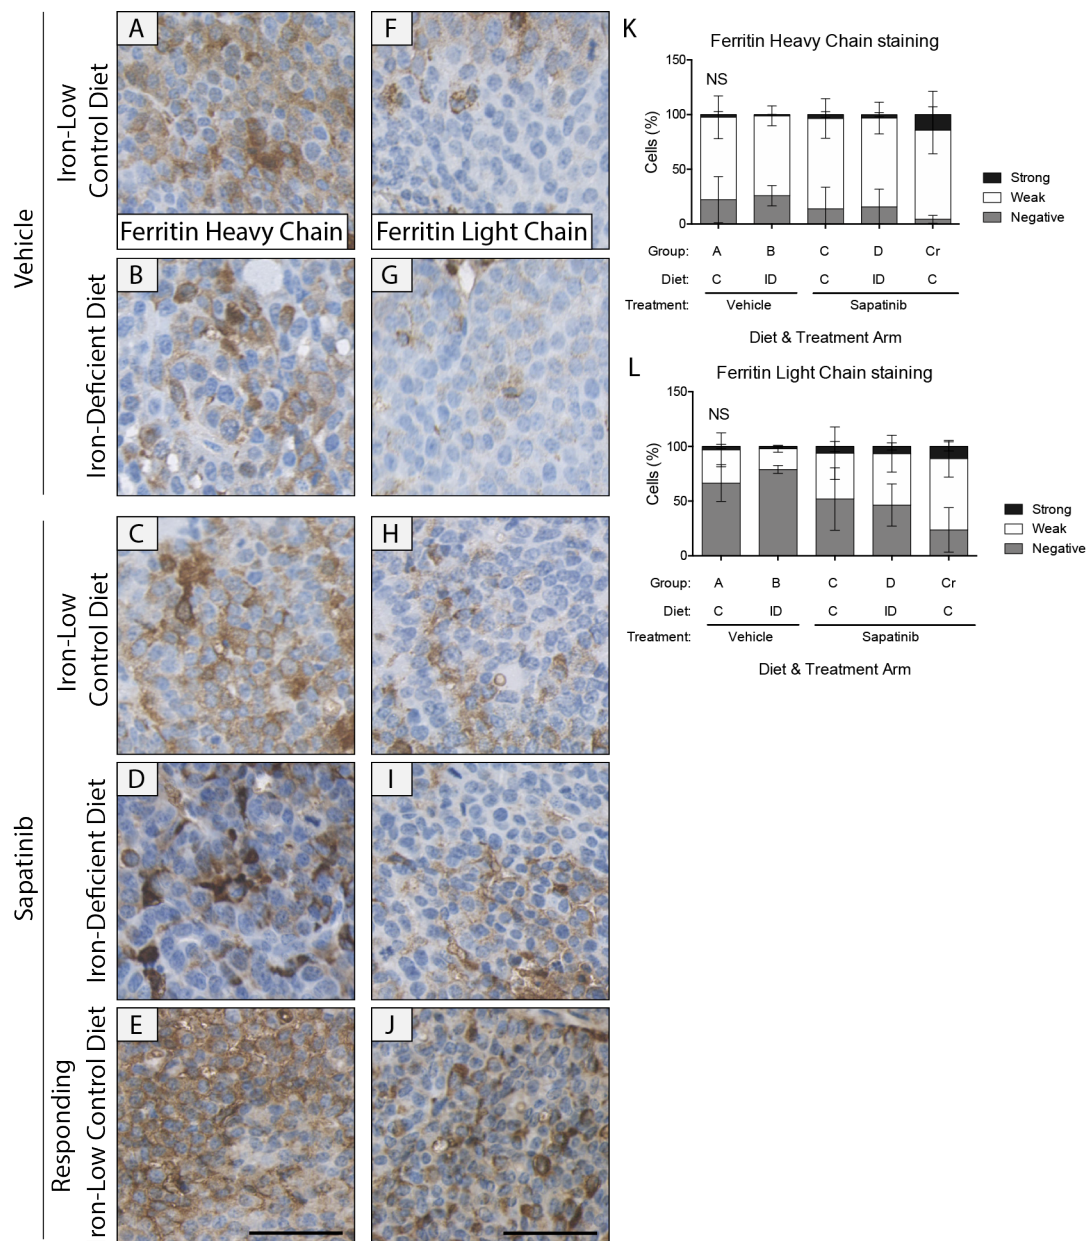 Vehicle
Iron-Low
Control Diet
A
Ferritin Heavy Chain
F
Ferritin Light Chain
Iron-Deficient Diet
B
G
Sapatinib
Iron-Low
Control Diet
C
H
Iron-Deficient Diet
D
I
Responding
ron-Low Control Diet
E
J
K
Ferritin Heavy Chain staining
Cells (%)
150
100
50
0
NS
Strong
Weak
Negative
Group: A B C D Cr
Diet: C ID C ID C
Treatment: Vehicle Sapatinib
Diet & Treatment Arm
L
Ferritin Light Chain staining
Cells (%)
150
100
50
0
NS
Strong
Weak
Negative
Group: A B C D Cr
Diet: C ID C ID C
Treatment: Vehicle Sapatinib
Diet & Treatment Arm